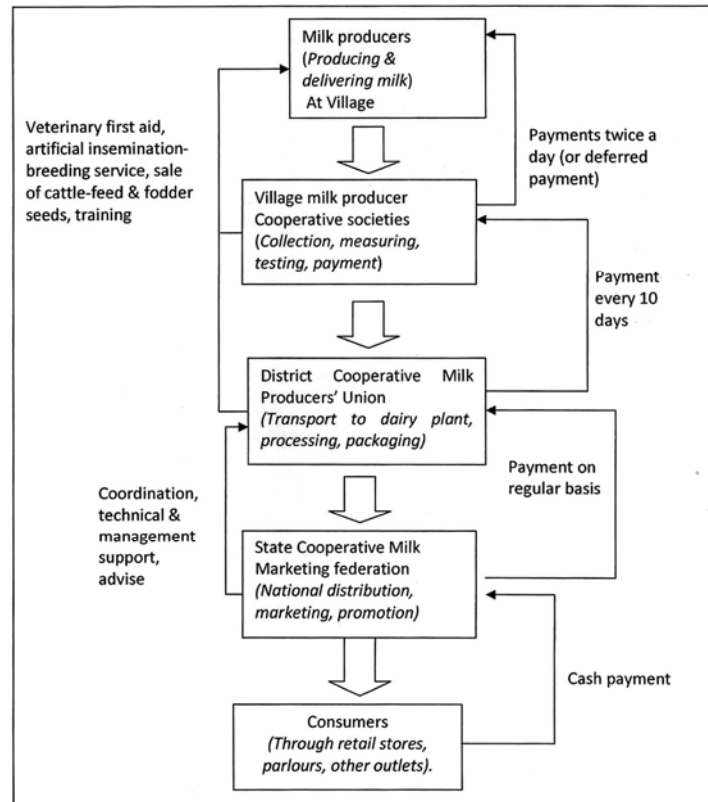 Milk producers
(Producing &
delivering milk)
At Village
Veterinary first aid,
artificial insemination-
breeding service, sale
of cattle-feed & fodder
seeds, training
Payments twice a
day (or deferred
payment)
Village milk producer
Cooperative societies
(Collection, measuring,
testing, payment)
Payment
every 10
days
District Cooperative Milk
Producers' Union
(Transport to dairy plant,
processing, packaging)
Payment on
regular basis
Coordination,
technical &
management
support,
advise
State Cooperative Milk
Marketing federation
(National distribution,
marketing, promotion)
Cash payment
Consumers
(Through retail stores,
parlours, other outlets).